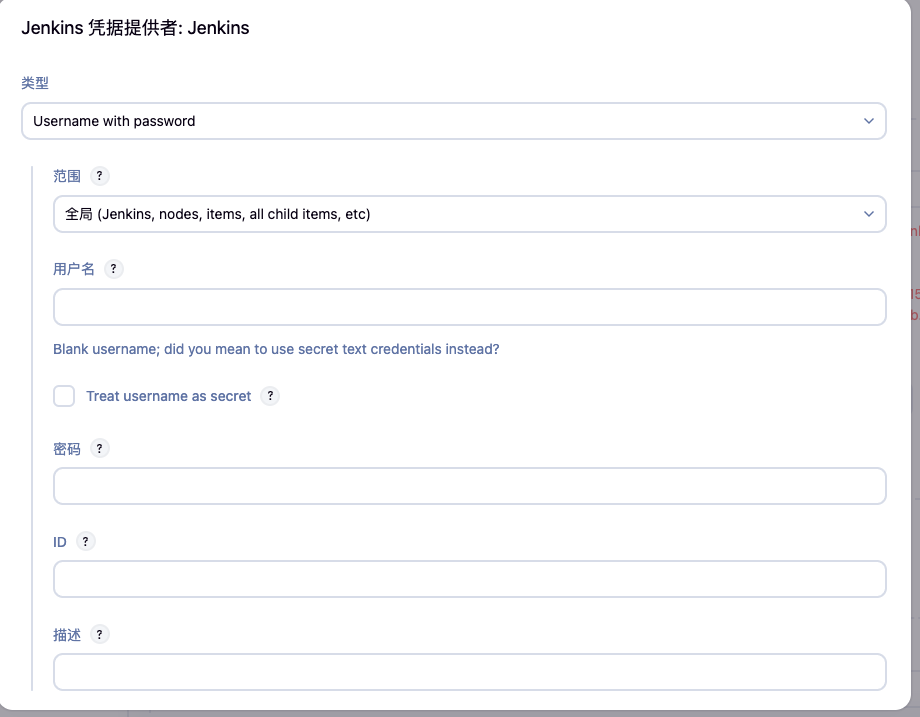 Jenkins 凭据提供者: Jenkins
类型
Username with password
范围 ?
全局 (Jenkins, nodes, items, all child items, etc)
用户名 ?
Blank username; did you mean to use secret text credentials instead?
Treat username as secret ?
密码 ?
ID ?
描述 ?